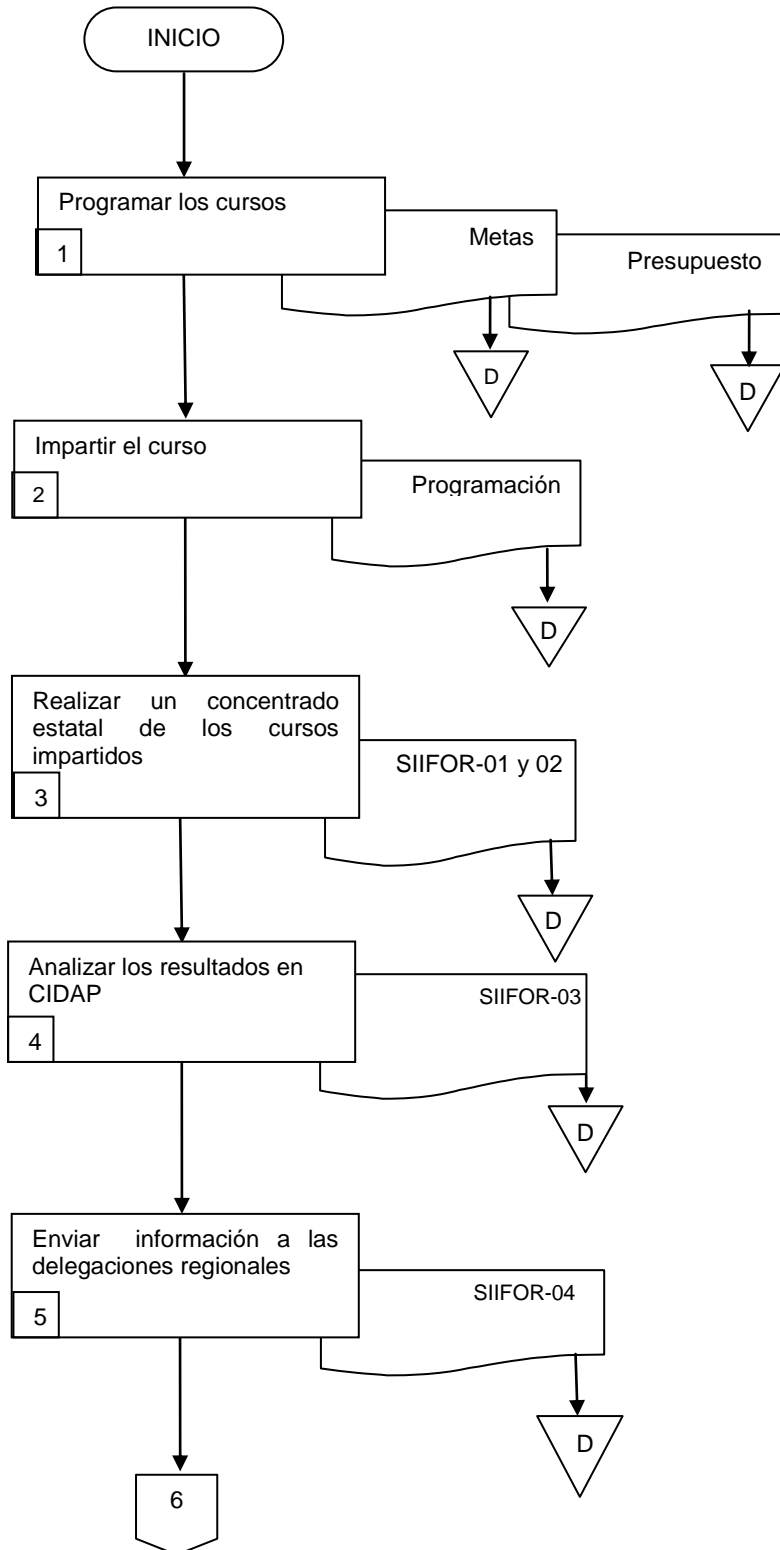 INICIO
Programar los cursos
1
Metas
Presupuesto
D
D
Impartir el curso
2
Programación
D
Realizar un concentrado
estatal de los cursos
impartidos
3
SIIFOR-01 y 02
D
Analizar los resultados en
CIDAP
4
SIIFOR-03
D
Enviar información a las
delegaciones regionales
5
SIIFOR-04
D
6